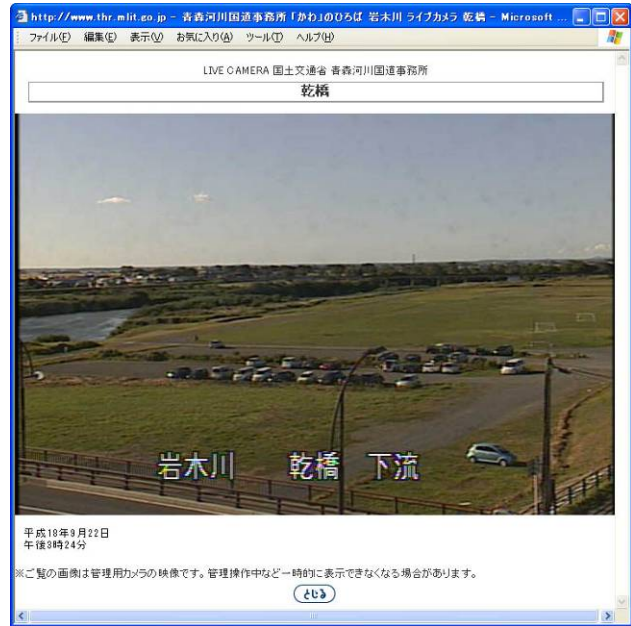 http://www.thr.mlit.go.jp - 青森河川国道事務所 「かわ」のひろば 岩木川 ライブカメラ 乾橋 - Microsoft ...
ファイル(F) 編集(E) 表示(V) お気に入り(A) ツール(T) ヘルプ(H)
LIVE CAMERA 国土交通省 青森河川国道事務所
乾橋
岩木川 乾橋 下流
平成18年9月22日
午後3時24分
※ご覧の画像は管理用カメラの映像です。管理操作中など一時的に表示できなくなる場合があります。
とじる